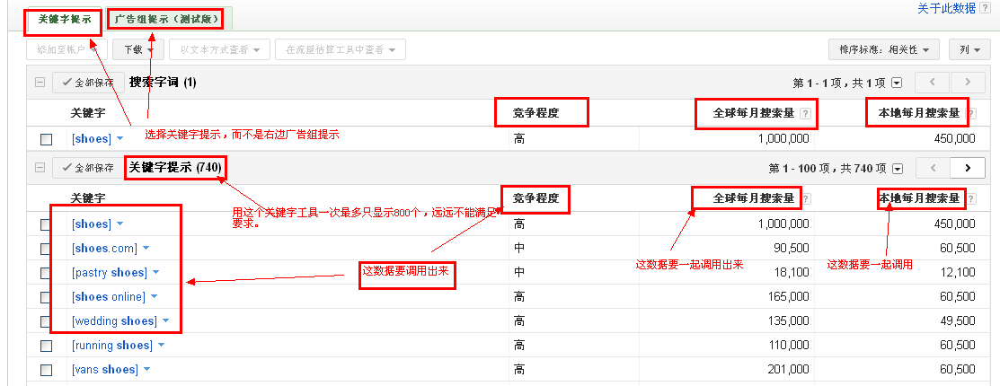 关于此数据 ?
关键字提示 广告组提示（测试版）
添加至帐户 下载 以文本方式查看 在流量估算工具中查看 排序标准：相关性 列
全部保存 搜索字词 (1) 第 1 - 1 项，共 1 项
关键字 竞争程度 全球每月搜索量 ? 本地每月搜索量 ?
选择关键字提示，而不是右边广告组提示
[shoes] 高 1,000,000 450,000
全部保存 关键字提示 (740) 第 1 - 100 项，共 740 项
关键字 竞争程度 全球每月搜索量 ? 本地每月搜索量 ?
用这个关键字工具一次最多只显示800个，远远不能满足
要求。
[shoes] 高 1,000,000 450,000
[shoes.com] 中 90,500 60,500
这数据要调用出来 这数据要一起调用出来 这数据要一起调用
[pastry shoes] 中 18,100 12,100
[shoes online] 高 165,000 60,500
[wedding shoes] 高 135,000 49,500
[running shoes] 高 110,000 60,500
[vans shoes] 高 201,000 60,500